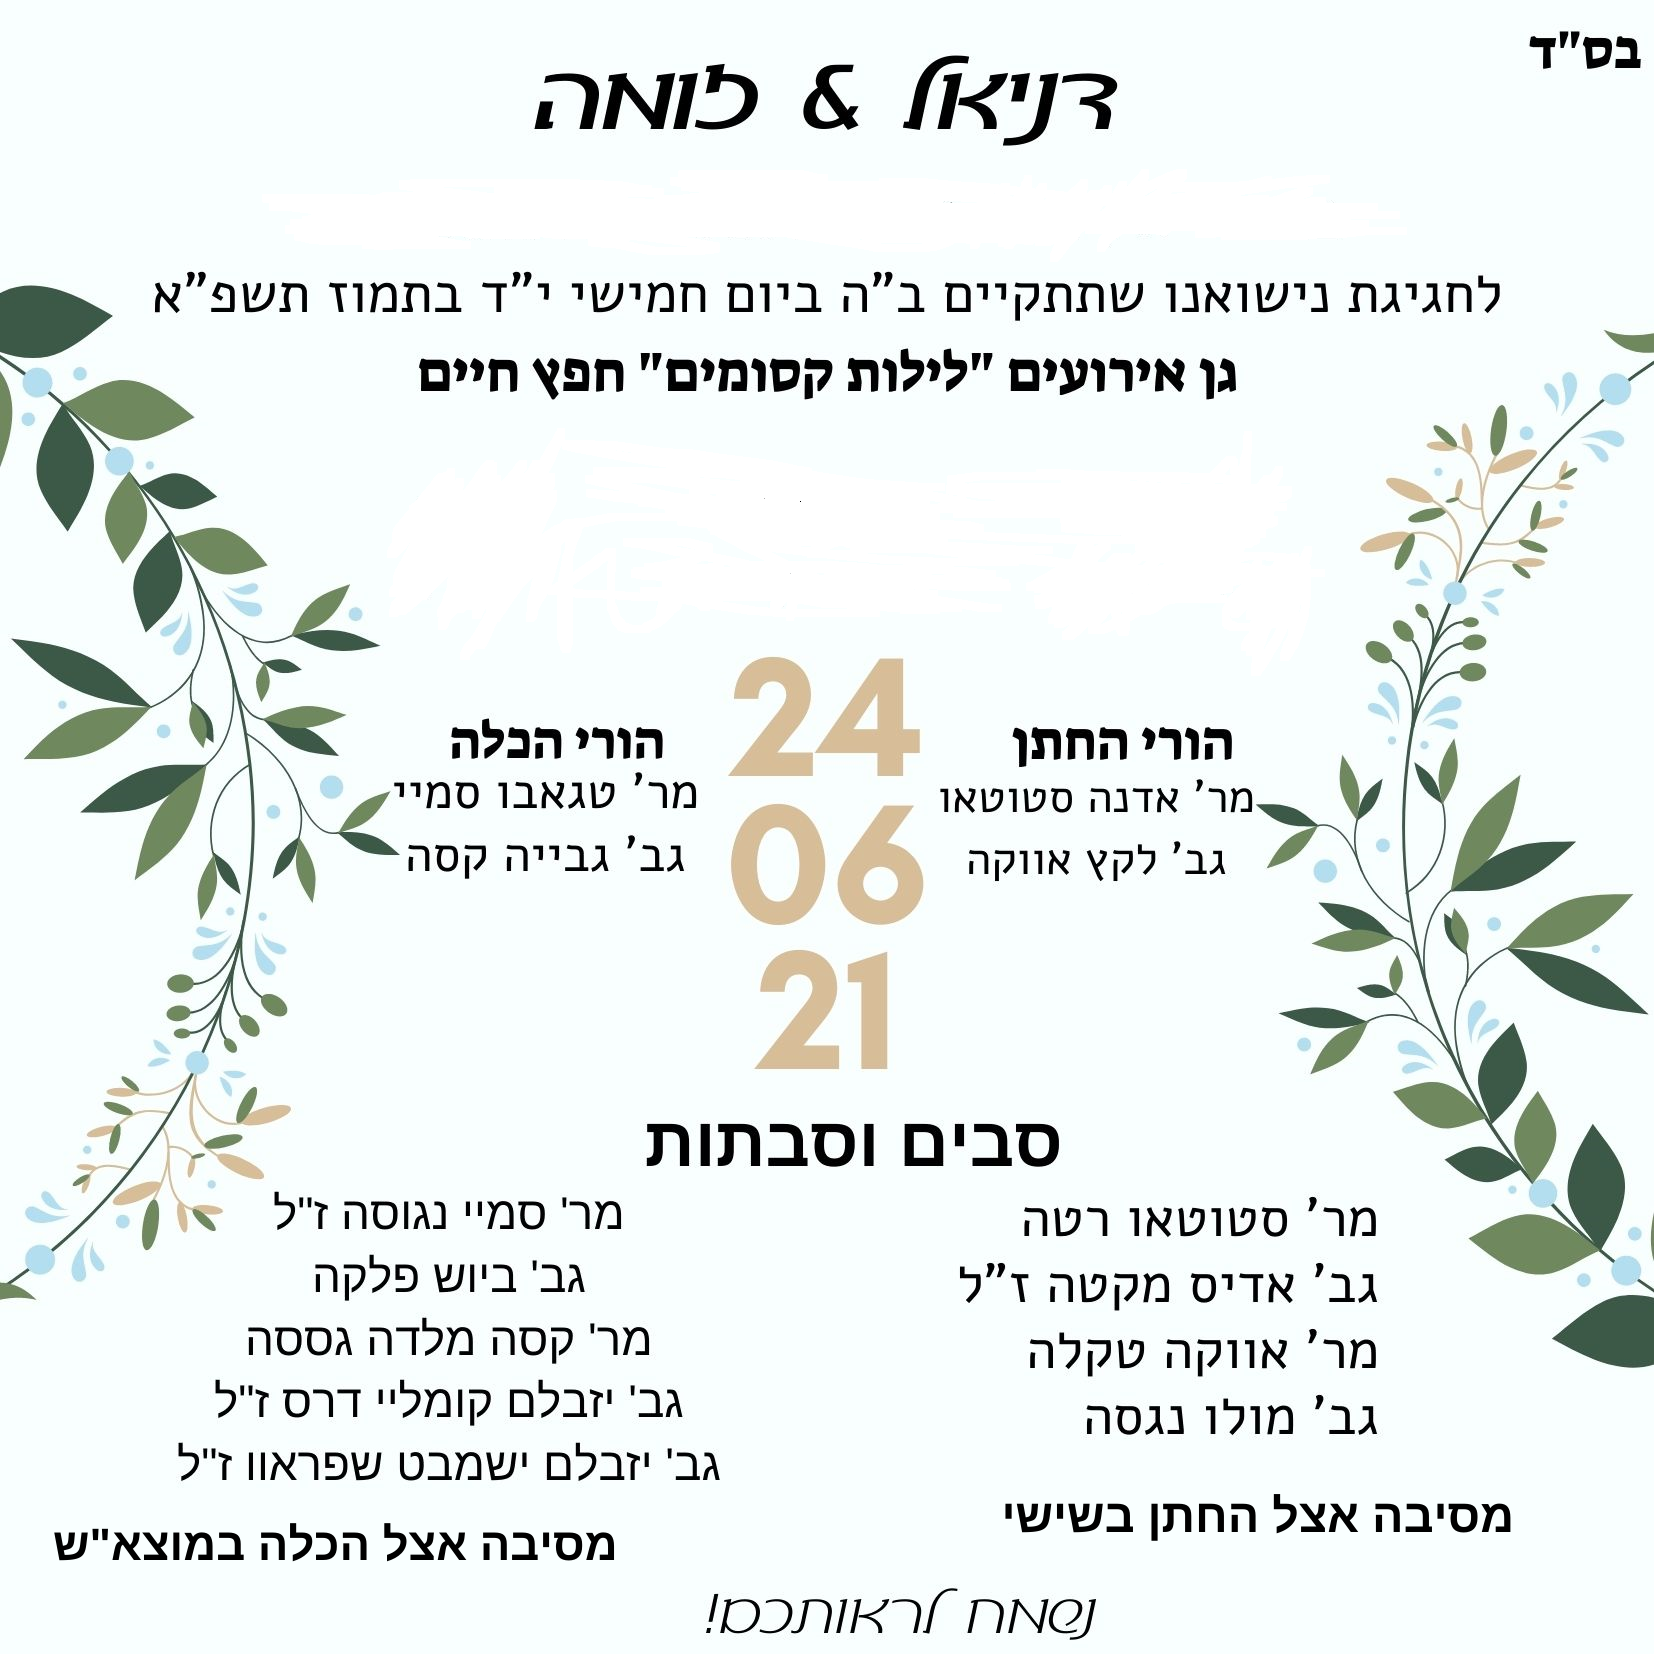 בס"ד
דניאל & פומה
לחגיגת נישואנו שתתקיים ב"ה ביום חמישי י"ד בתמוז תשפ"א
גן אירועים "לילות קסומים" חפץ חיים
24
06
21
הורי החתן
מר' אדנה סטוטאו
גב' לקץ אווקה
הורי הכלה
מר' טגאבו סמיי
גב' גבייה קסה
סבים וסבתות
מר' סטוטאו רטה
גב' אדיס מקטה ז"ל
מר' אווקה טקלה
גב' מולו נגסה
מר' סמיי נגוסה ז"ל
גב' ביוש פלקה
מר' קסה מלדה גססה
גב' יזבלם קומליי דרס ז"ל
גב' יזבלם ישמבט שפראוו ז"ל
מסיבה אצל החתן בשישי
מסיבה אצל הכלה במוצא"ש
נשמח לראותכם!